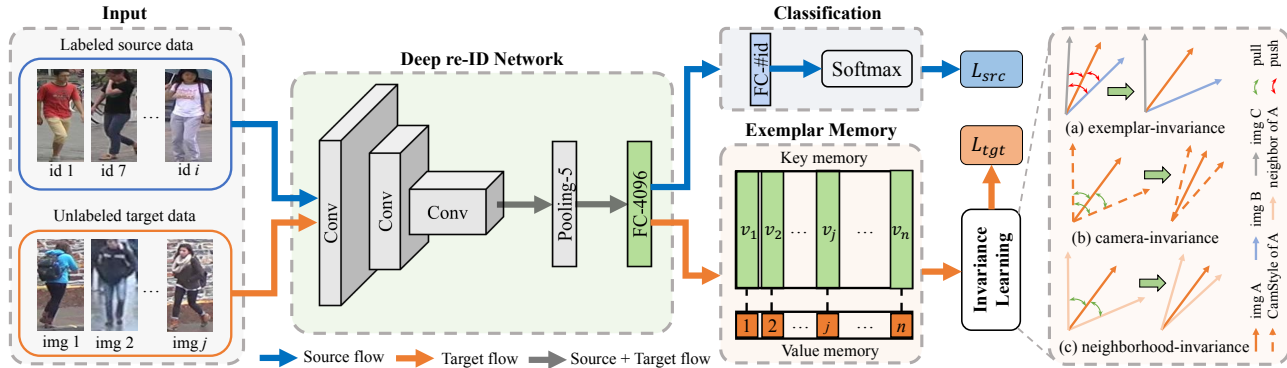 Input
Labeled source data
id 1
id 7
...
id i
Unlabeled target data
img 1
img 2
...
img j
Deep re-ID Network
Conv
Conv
Conv
Pooling-5
FC-4096
Source flow
Target flow
Source + Target flow
Classification
FC-#id
Softmax
L_src
Exemplar Memory
Key memory
v_1 v_2 ... v_j ... v_n
1 2 ... j ... n
Value memory
L_tgt
Invariance
Learning
(a) exemplar-invariance
(b) camera-invariance
(c) neighborhood-invariance
img A
img B
img C
pull
CamStyle of A
neighbor of A
push